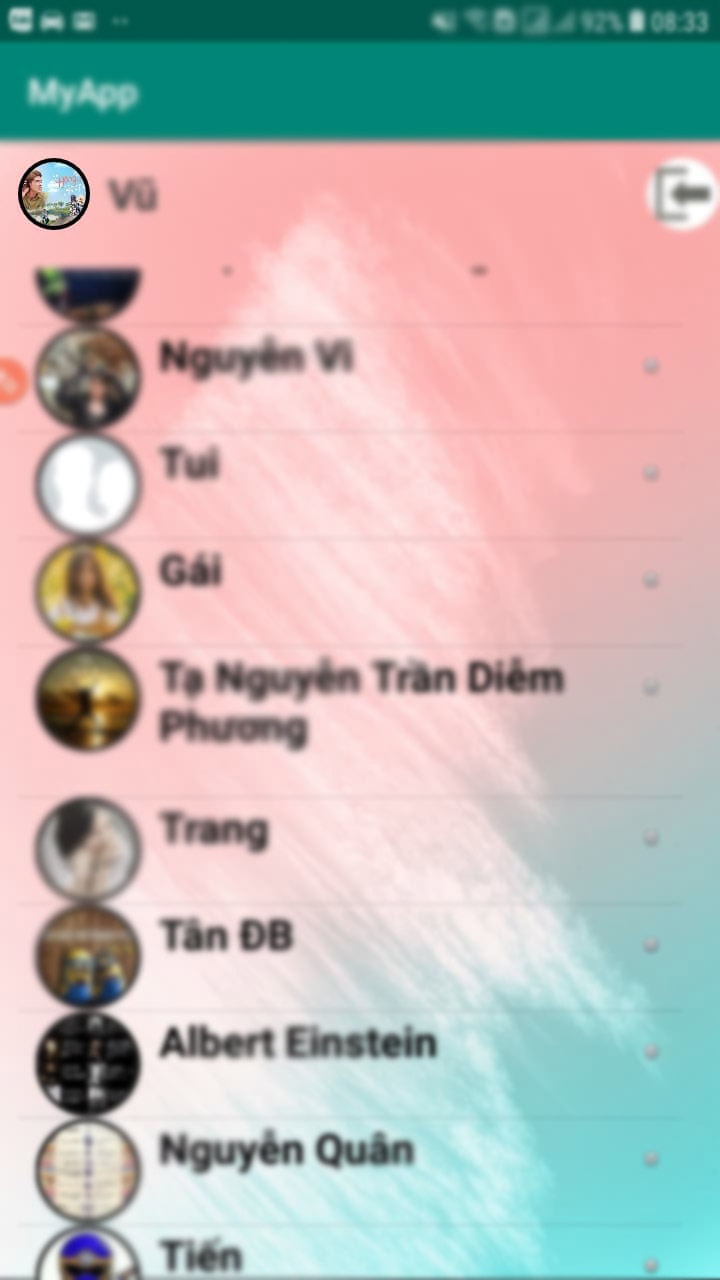 92% 08:33
MyApp
Vũ
Nguyễn Vi
Tui
Gái
Tạ Nguyễn Trần Diễm
Phương
Trang
Tân ĐB
Albert Einstein
Nguyễn Quân
Tiến